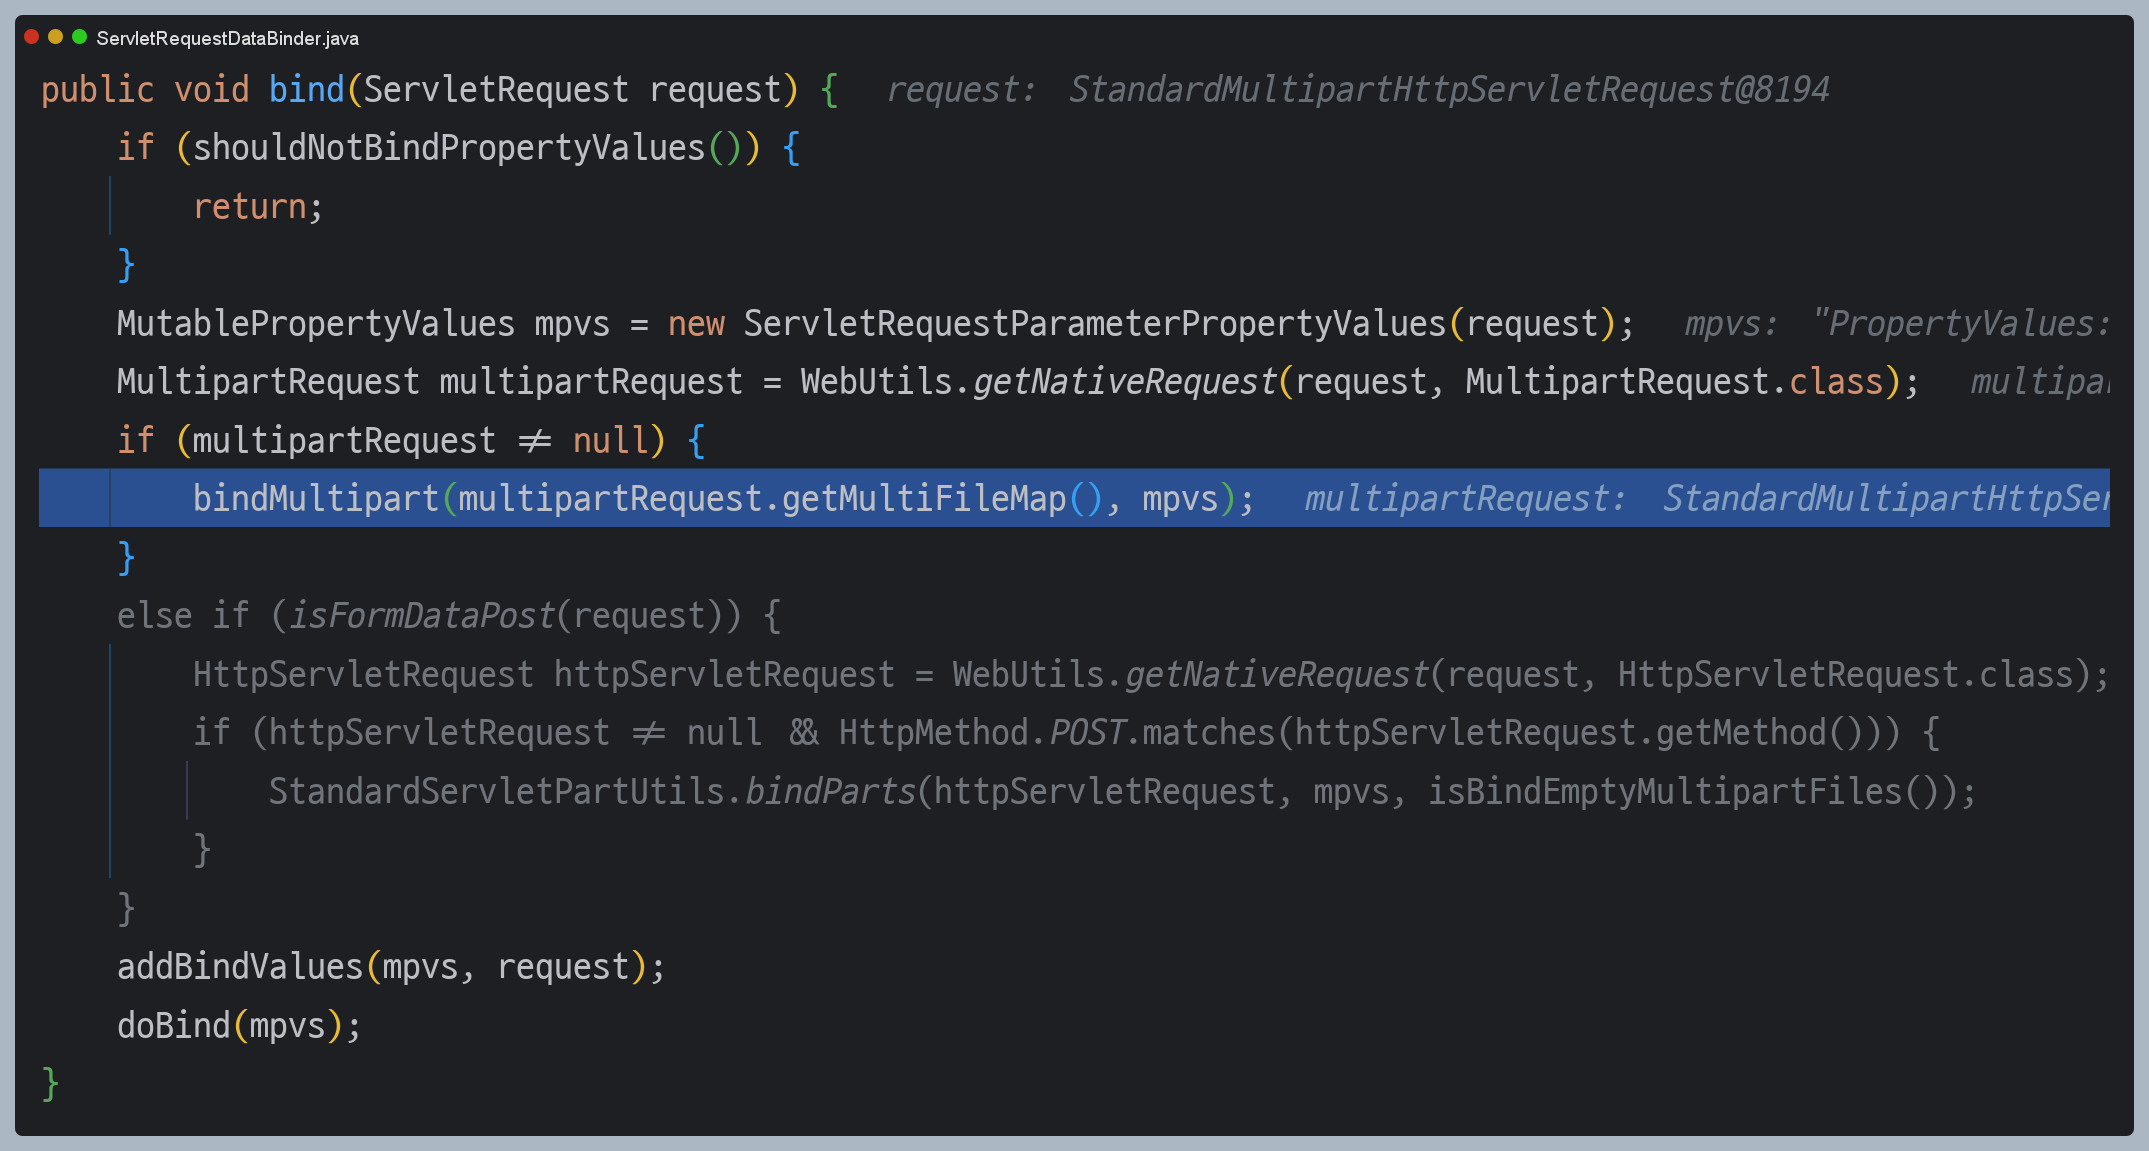 ServletRequestDataBinder.java
public void bind(ServletRequest request) { request: StandardMultipartHttpServletRequest@8194
if (shouldNotBindPropertyValues()) {
return;
}
MutablePropertyValues mpvs = new ServletRequestParameterPropertyValues(request); mpvs: "PropertyValues:
MultipartRequest multipartRequest = WebUtils.getNativeRequest(request, MultipartRequest.class); multipar
if (multipartRequest ≠ null) {
bindMultipart(multipartRequest.getMultiFileMap(), mpvs); multipartRequest: StandardMultipartHttpSer
}
else if (isFormDataPost(request)) {
HttpServletRequest httpServletRequest = WebUtils.getNativeRequest(request, HttpServletRequest.class);
if (httpServletRequest ≠ null && HttpMethod.POST.matches(httpServletRequest.getMethod())) {
StandardServletPartUtils.bindParts(httpServletRequest, mpvs, isBindEmptyMultipartFiles());
}
}
addBindValues(mpvs, request);
doBind(mpvs);
}